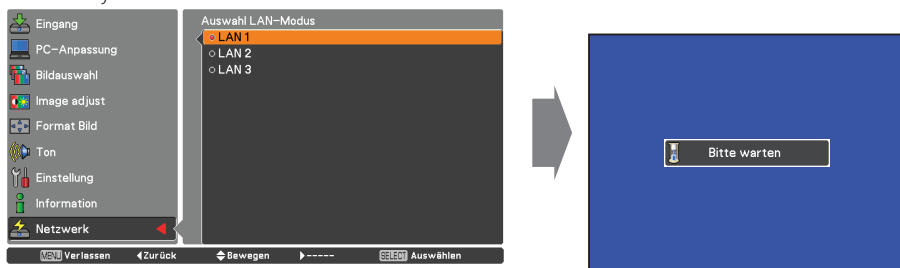 Eingang
PC-Anpassung
Bildauswahl
Image adjust
Format Bild
Ton
Einstellung
Information
Netzwerk
Auswahl LAN-Modus
LAN 1
LAN 2
LAN 3
MENU Verlassen Zurück Bewegen ----- SELECT Auswählen
Bitte warten